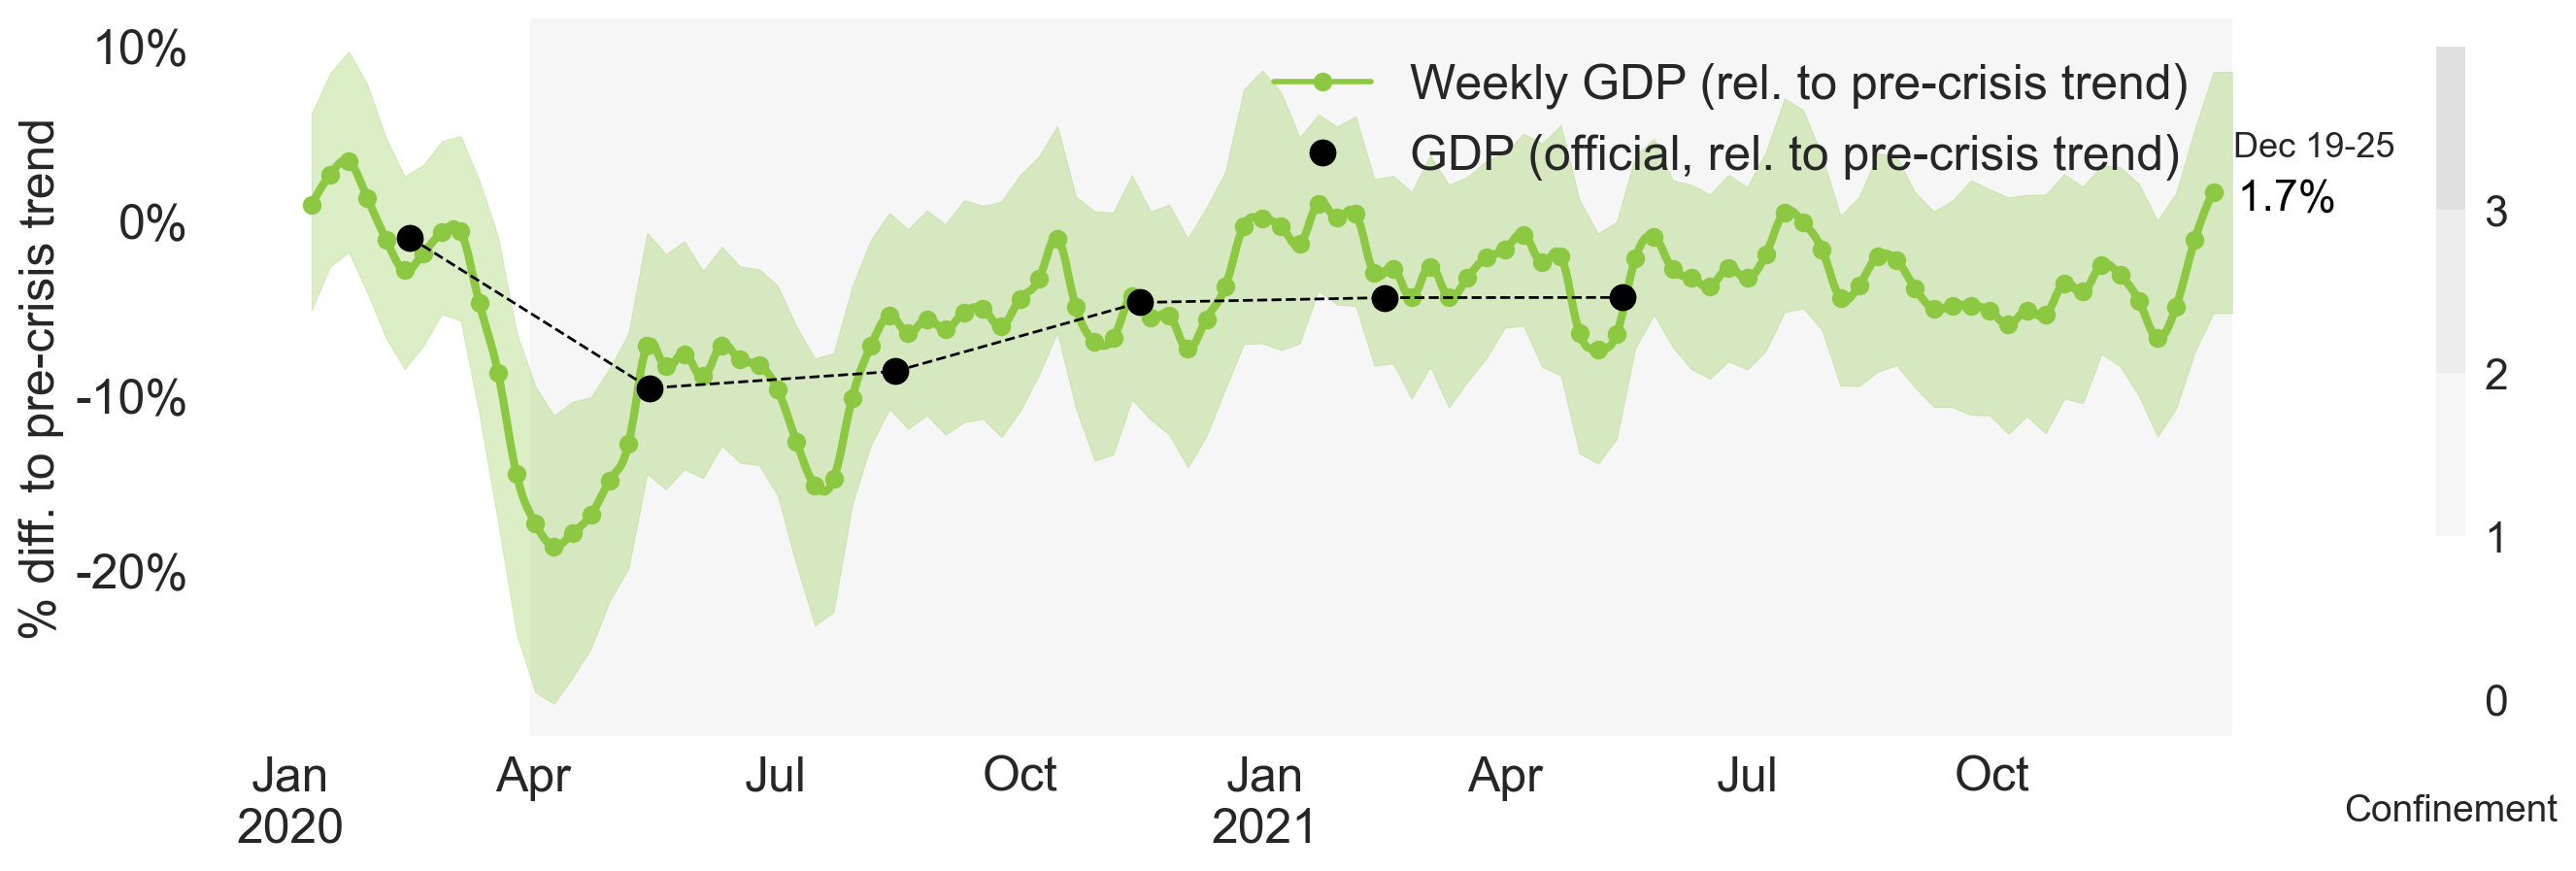 % diff. to pre-crisis trend
10%
0%
-10%
-20%
Weekly GDP (rel. to pre-crisis trend)
GDP (official, rel. to pre-crisis trend)
Dec 19-25
1.7%
3
2
1
0
Jan Apr Jul Oct Jan Apr Jul Oct
2020 2021
Confinement